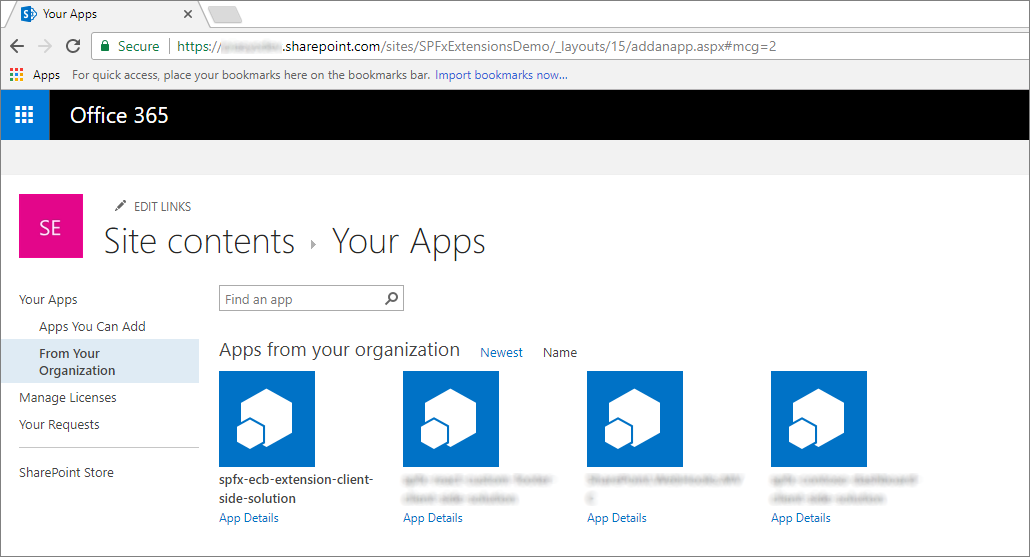 Your Apps
Secure https:// .sharepoint.com/sites/SPFxExtensionsDemo/_layouts/15/addanapp.aspx#mcg=2
Apps For quick access, place your bookmarks here on the bookmarks bar. Import bookmarks now...
Office 365
EDIT LINKS
SE
Site contents Your Apps
Your Apps
Apps You Can Add
From Your
Organization
Manage Licenses
Your Requests
SharePoint Store
Find an app
Apps from your organization Newest Name
spfx-ecb-extension-client-
side-solution
App Details
App Details
App Details
App Details